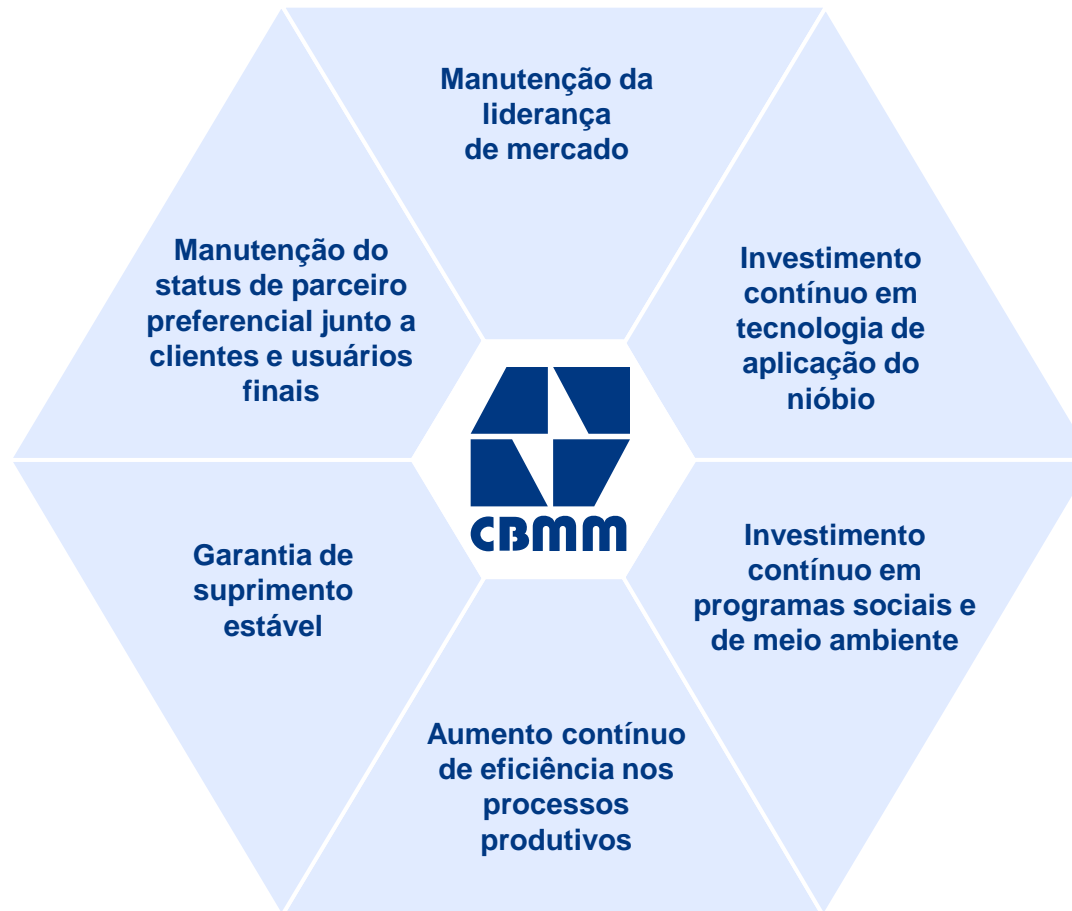 Manutenção da
liderança
de mercado
Manutenção do
status de parceiro
preferencial junto a
clientes e usuários
finais
Investimento
contínuo em
tecnologia de
aplicação do
nióbio
CBMM
Garantia de
suprimento
estável
Investimento
contínuo em
programas sociais e
de meio ambiente
Aumento contínuo
de eficiência nos
processos
produtivos